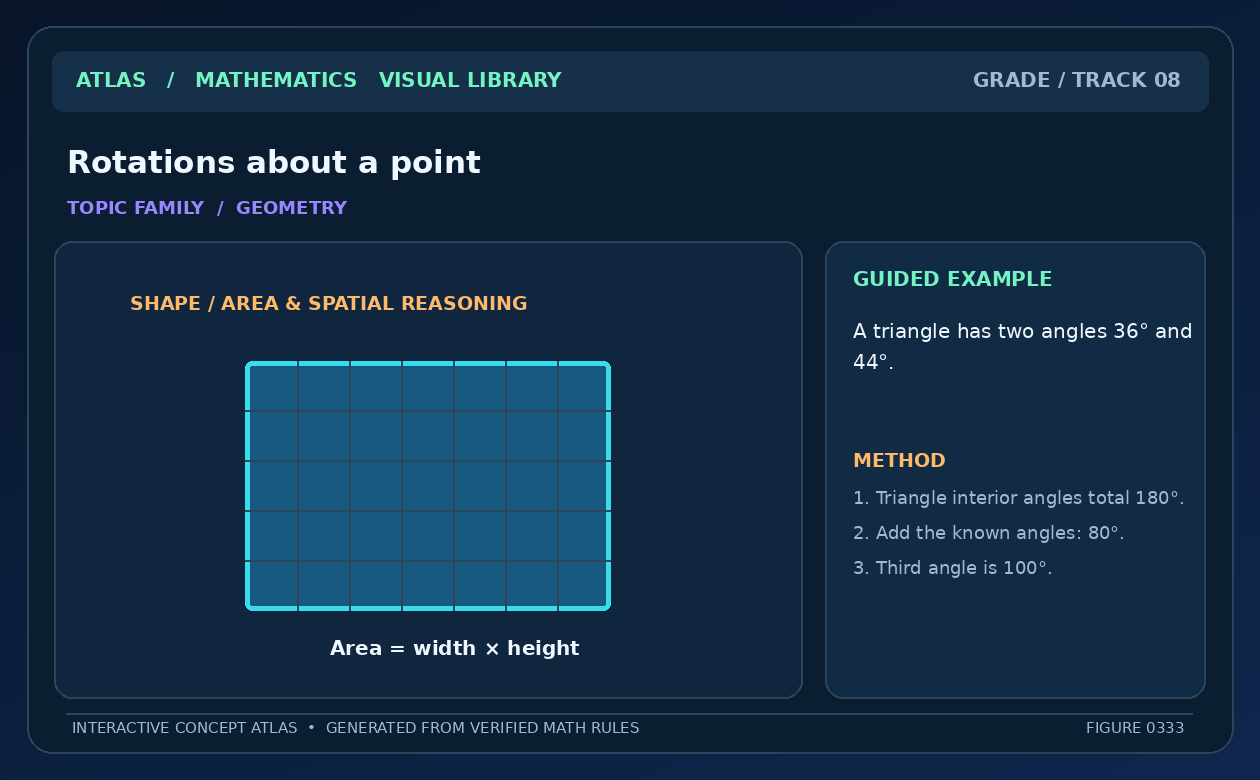 ATLAS / MATHEMATICS VISUAL LIBRARY
GRADE / TRACK 08
Rotations about a point
TOPIC FAMILY / GEOMETRY
SHAPE / AREA & SPATIAL REASONING
Area = width × height
GUIDED EXAMPLE
A triangle has two angles 36° and
44°.
METHOD
1. Triangle interior angles total 180°.
2. Add the known angles: 80°.
3. Third angle is 100°.
INTERACTIVE CONCEPT ATLAS • GENERATED FROM VERIFIED MATH RULES
FIGURE 0333